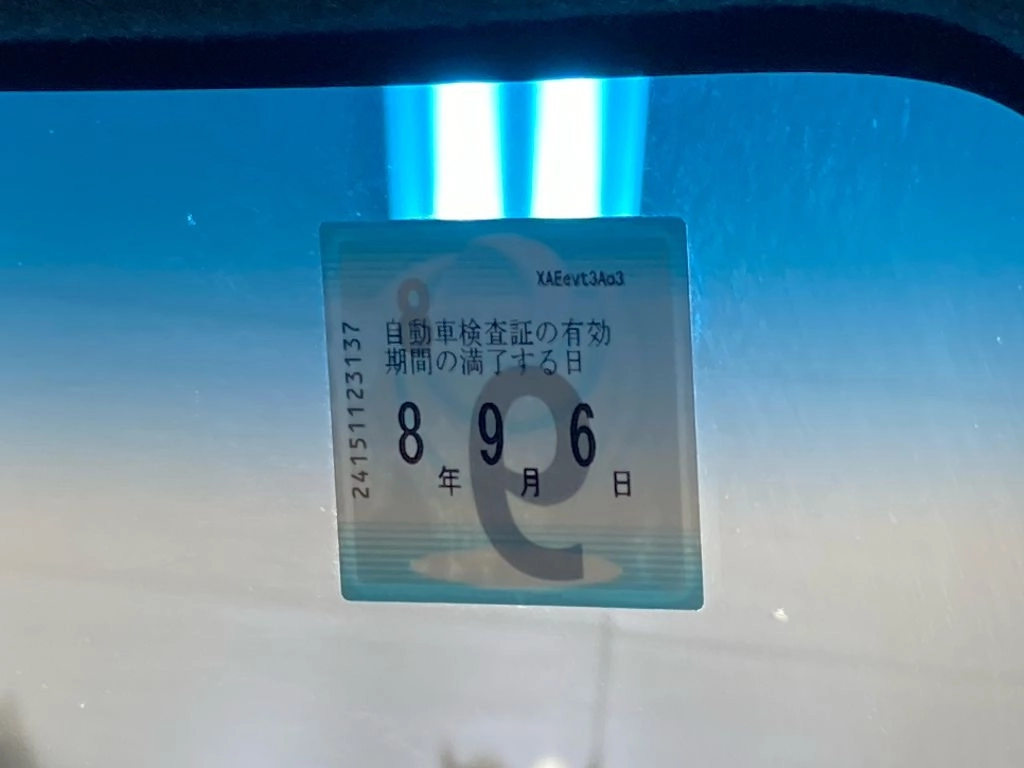 XAEevt3Ao3
自動車検査証の有効
期間の満了する日
8年9月6日
24151123137